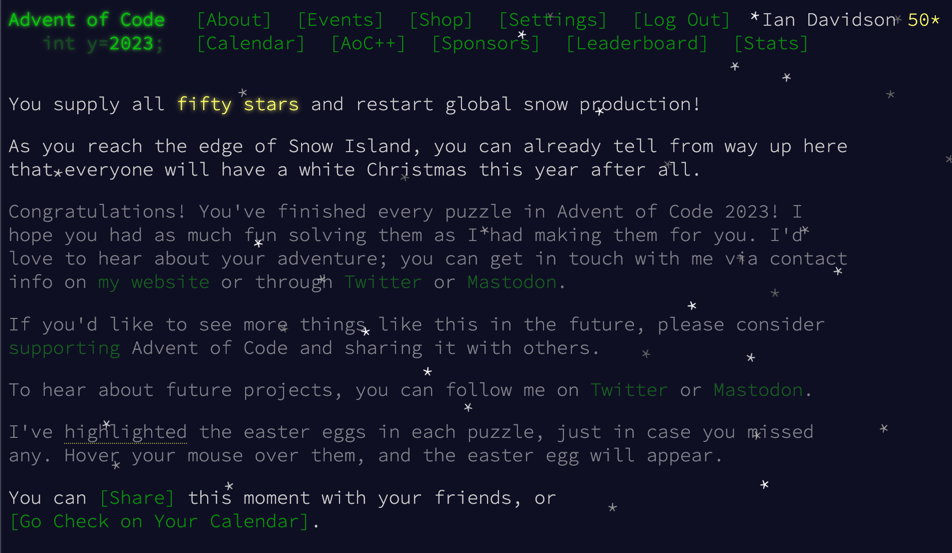 Advent of Code [About] [Events] [Shop] [Settings] [Log Out] Ian Davidson 50*
int y=2023; [Calendar] [AoC++] [Sponsors] [Leaderboard] [Stats]
You supply all fifty stars and restart global snow production!
As you reach the edge of Snow Island, you can already tell from way up here
that everyone will have a white Christmas this year after all.
Congratulations! You've finished every puzzle in Advent of Code 2023! I
hope you had as much fun solving them as I had making them for you. I'd
love to hear about your adventure; you can get in touch with me via contact
info on my website or through Twitter or Mastodon.
If you'd like to see more things like this in the future, please consider
supporting Advent of Code and sharing it with others.
To hear about future projects, you can follow me on Twitter or Mastodon.
I've highlighted the easter eggs in each puzzle, just in case you missed
any. Hover your mouse over them, and the easter egg will appear.
You can [Share] this moment with your friends, or
[Go Check on Your Calendar].